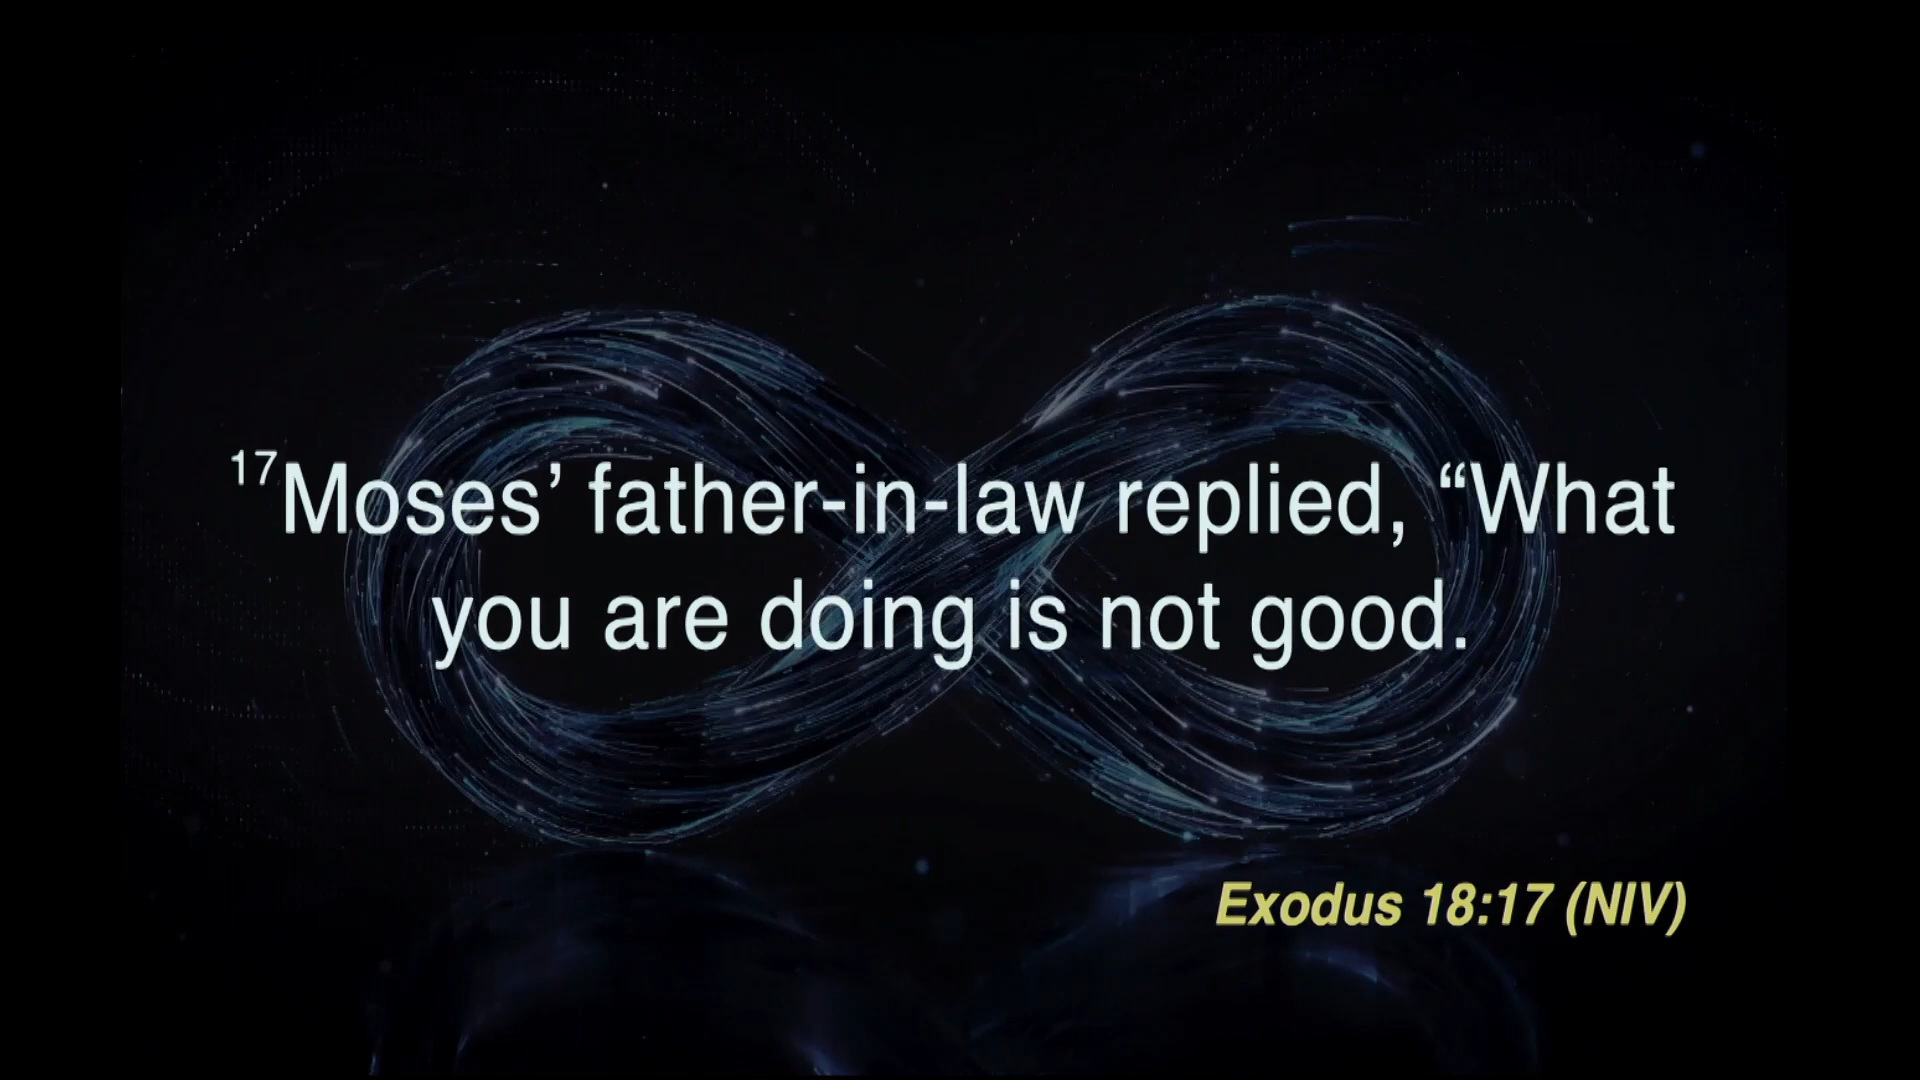 17Moses’ father-in-law replied, “What
you are doing is not good.
Exodus 18:17 (NIV)